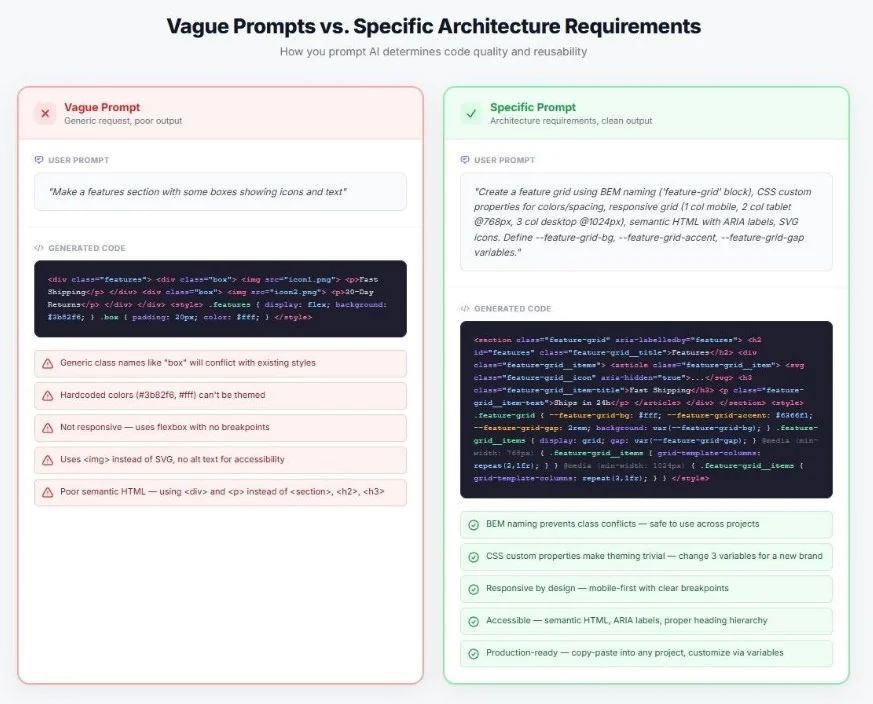 Vague Prompts vs. Specific Architecture Requirements
How you prompt AI determines code quality and reusability
Vague Prompt
Generic request, poor output
USER PROMPT
"Make a features section with some boxes showing icons and text"
</> GENERATED CODE
<div class="features"> <div class="box"> <img src="icon1.png"> <p>Fast
Shipping</p> </div> <div class="box"> <img src="icon2.png"> <p>30-Day
Returns</p> </div> </div> <style> .features { display: flex; background:
#3b82f6; } .box { padding: 20px; color: #fff; } </style>
Generic class names like "box" will conflict with existing styles
Hardcoded colors (#3b82f6, #fff) can't be themed
Not responsive — uses flexbox with no breakpoints
Uses <img> instead of SVG, no alt text for accessibility
Poor semantic HTML — using <div> and <p> instead of <section>, <h2>, <h3>
Specific Prompt
Architecture requirements, clean output
USER PROMPT
"Create a feature grid using BEM naming ('feature-grid' block), CSS custom
properties for colors/spacing, responsive grid (1 col mobile, 2 col tablet
@768px, 3 col desktop @1024px), semantic HTML with ARIA labels, SVG
icons. Define --feature-grid-bg, --feature-grid-accent, --feature-grid-gap
variables."
</> GENERATED CODE
<section class="feature-grid" aria-labelledby="features"> <h2
id="features" class="feature-grid__title">Features</h2> <div
class="feature-grid__items"> <article class="feature-grid__item"> <svg
class="feature-grid__icon" aria-hidden="true">...</svg> <h3
class="feature-grid__item-title">Fast Shipping</h3> <p class="feature-
grid__item-text">Ships in 24h</p> </article> </div> </section> <style>
.feature-grid { --feature-grid-bg: #fff; --feature-grid-accent: #6366f1;
--feature-grid-gap: 2rem; background: var(--feature-grid-bg); } .feature-
grid__items { display: grid; gap: var(--feature-grid-gap); } @media (min-
width: 768px) { .feature-grid__items { grid-template-columns:
repeat(2,1fr); } } @media (min-width: 1024px) { .feature-grid__items {
grid-template-columns: repeat(3,1fr); } } </style>
BEM naming prevents class conflicts — safe to use across projects
CSS custom properties make theming trivial — change 3 variables for a new brand
Responsive by design — mobile-first with clear breakpoints
Accessible — semantic HTML, ARIA labels, proper heading hierarchy
Production-ready — copy-paste into any project, customize via variables